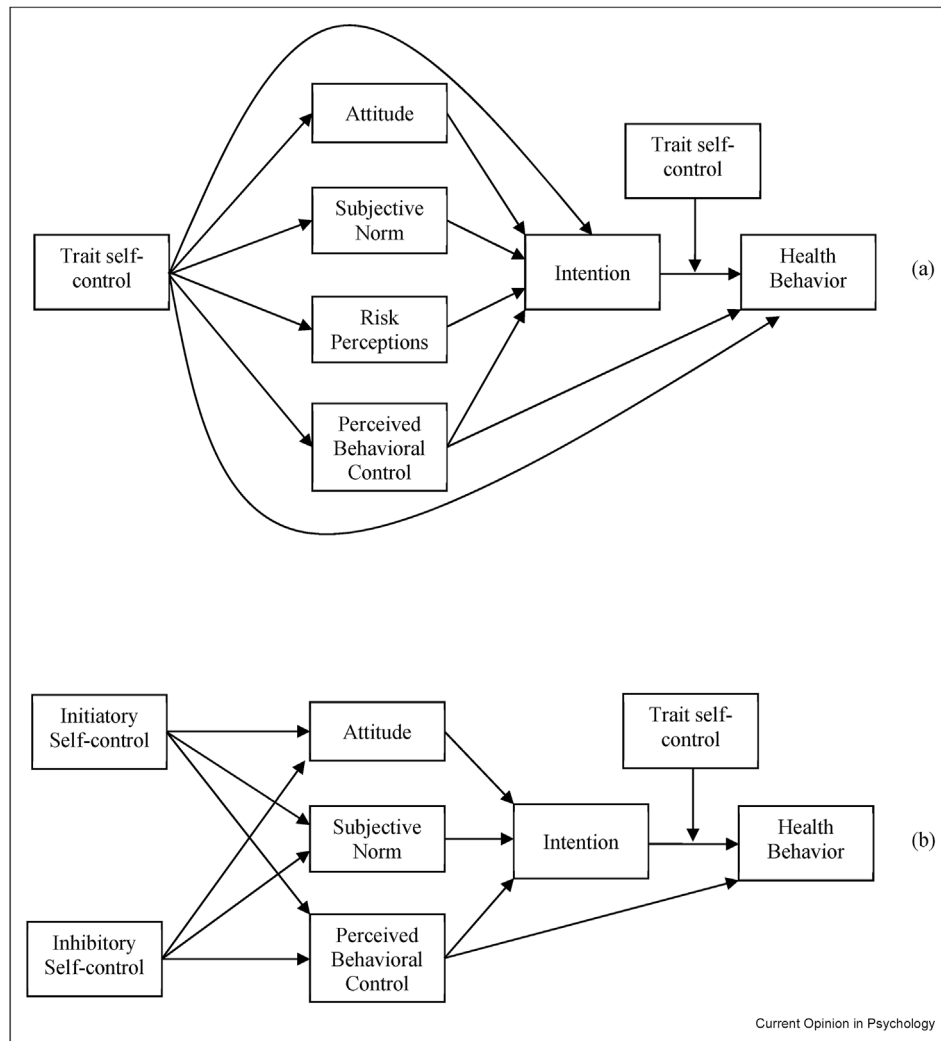 Attitude
Trait self-
control
Subjective
Norm
Trait self-
control
Intention
Health
Behavior
(a)
Risk
Perceptions
Perceived
Behavioral
Control
Initiatory
Self-control
Attitude
Trait self-
control
Subjective
Norm
Intention
Health
Behavior
(b)
Inhibitory
Self-control
Perceived
Behavioral
Control
Current Opinion in Psychology